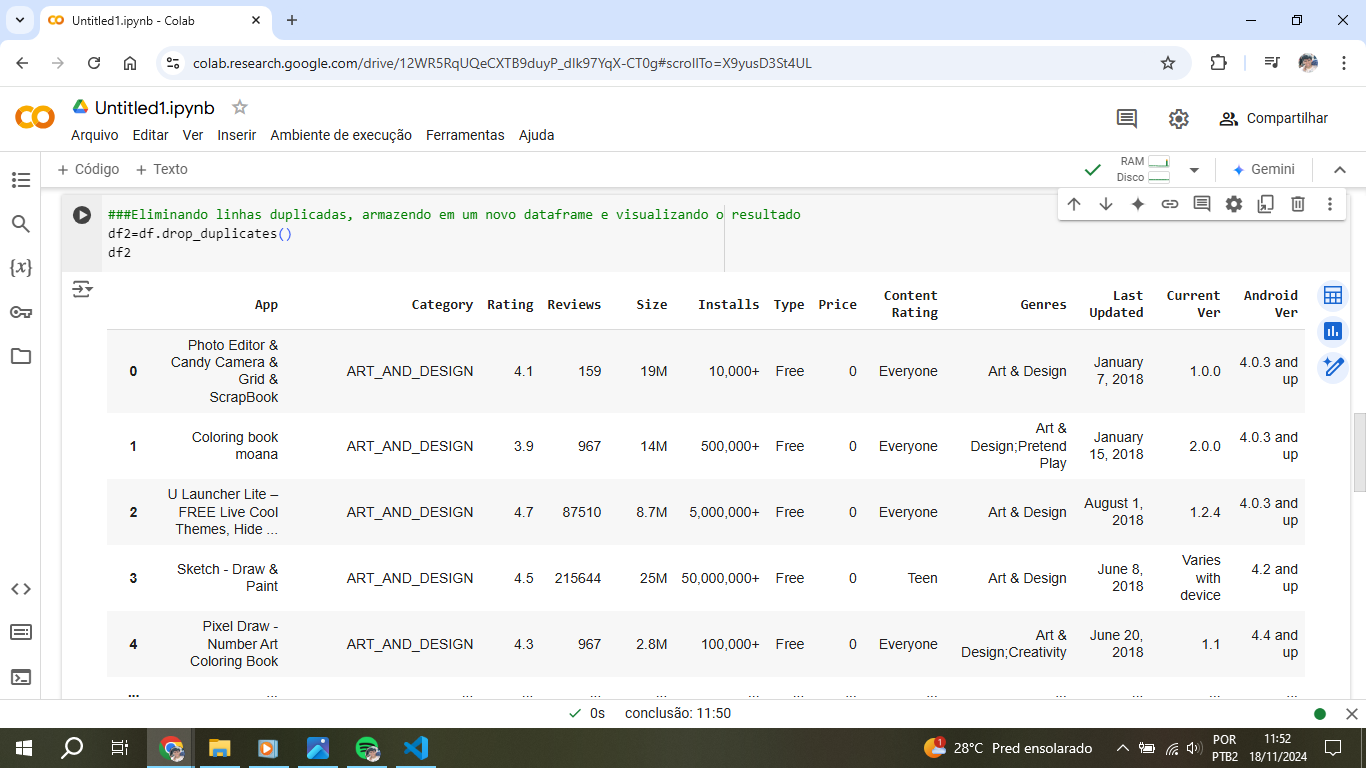 Untitled1.ipynb - Colab
colab.research.google.com/drive/12WR5RqUQeCXTB9duyP_dIk97YqX-CT0g#scrollTo=X9yusD3St4UL
Untitled1.ipynb
Arquivo Editar Ver Inserir Ambiente de execução Ferramentas Ajuda
Compartilhar
+ Código + Texto
RAM
Disco
Gemini
###Eliminando linhas duplicadas, armazendo em um novo dataframe e visualizando o resultado
df2=df.drop_duplicates()
df2
App Category Rating Reviews Size Installs Type Price Content Rating Genres Last Updated Current Ver Android Ver
0 Photo Editor & Candy Camera & Grid & ScrapBook ART_AND_DESIGN 4.1 159 19M 10,000+ Free 0 Everyone Art & Design January 7, 2018 1.0.0 4.0.3 and up
1 Coloring book moana ART_AND_DESIGN 3.9 967 14M 500,000+ Free 0 Everyone Art & Design;Pretend Play January 15, 2018 2.0.0 4.0.3 and up
2 U Launcher Lite – FREE Live Cool Themes, Hide ... ART_AND_DESIGN 4.7 87510 8.7M 5,000,000+ Free 0 Everyone Art & Design August 1, 2018 1.2.4 4.0.3 and up
3 Sketch - Draw & Paint ART_AND_DESIGN 4.5 215644 25M 50,000,000+ Free 0 Teen Art & Design June 8, 2018 Varies with device 4.2 and up
4 Pixel Draw - Number Art Coloring Book ART_AND_DESIGN 4.3 967 2.8M 100,000+ Free 0 Everyone Art & Design;Creativity June 20, 2018 1.1 4.4 and up
... ... ... ... ... ... ... ... ... ... ... ... ... ...
0s conclusão: 11:50
1
28°C Pred ensolarado
POR
PTB2
11:52
18/11/2024